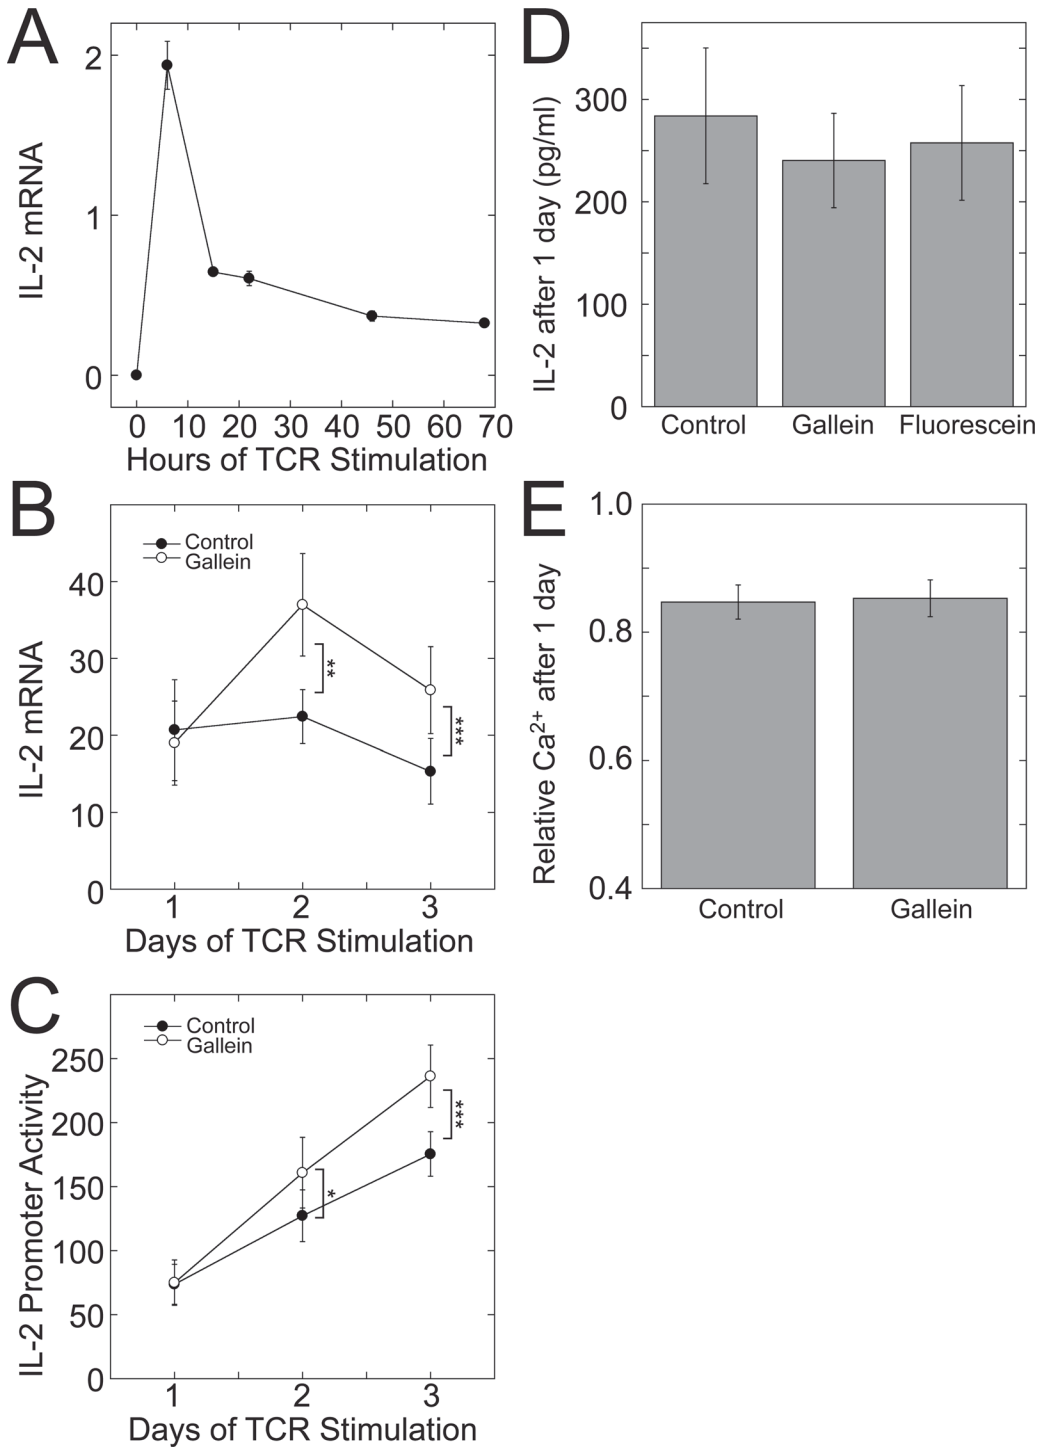 A
IL-2 mRNA
2
1
0
0 10 20 30 40 50 60 70
Hours of TCR Stimulation
B
Control
Gallein
IL-2 mRNA
40
30
20
10
0
**
***
1 2 3
Days of TCR Stimulation
C
Control
Gallein
IL-2 Promoter Activity
250
200
150
100
50
0
*
***
1 2 3
Days of TCR Stimulation
D
IL-2 after 1 day (pg/ml)
300
200
100
0
Control Gallein Fluorescein
E
Relative Ca²⁺ after 1 day
1.0
0.8
0.6
0.4
Control Gallein